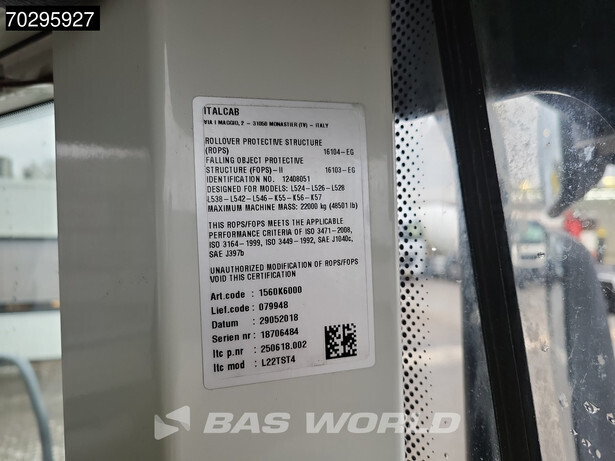 70295927
ITALCAB
VIA I MAGGIO, 2 - 31050 MONASTIER (TV) - ITALY
ROLLOVER PROTECTIVE STRUCTURE
(ROPS) 16104-EG
FALLING OBJECT PROTECTIVE
STRUCTURE (FOPS)-II 16103-EG
IDENTIFICATION NO. 12408051
DESIGNED FOR MODELS: L524-L526-L528
L538-L542-L546-K55-K56-K57
MAXIMUM MACHINE MASS: 22000 kg (48501 lb)
THIS ROPS/FOPS MEETS THE APPLICABLE
PERFORMANCE CRITERIA OF ISO 3471-2008,
ISO 3164-1999, ISO 3449-1992, SAE J1040c,
SAE J397b
UNAUTHORIZED MODIFICATION OF ROPS/FOPS
VOID THIS CERTIFICATION
Art.code : 1560K6000
Lief.code : 079948
Datum : 29052018
Serien nr : 18706484
Itc p.nr : 250618.002
Itc mod : L22TST4
BAS WORLD